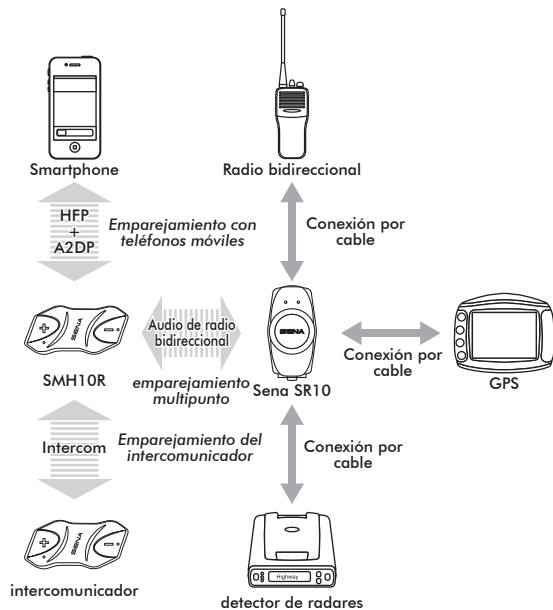 Smartphone
Radio bidireccional
HFP
+
A2DP
Emparejamiento con
teléfonos móviles
Conexión por
cable
SENA
SMH10R
Audio de radio
bidireccional
emparejamiento
multipunto
SENA
Sena SR10
Conexión por
cable
GPS
Intercom
Emparejamiento del
intercomunicador
Conexión por
cable
SENA
intercomunicador
Highway
detector de radares